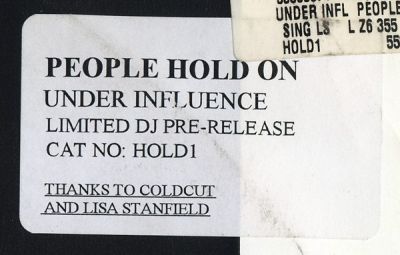 PEOPLE HOLD ON
UNDER INFLUENCE
LIMITED DJ PRE-RELEASE
CAT NO: HOLD1
THANKS TO COLDCUT
AND LISA STANFIELD
UNDER INFL PEOPLE
SING LS L Z6 355
HOLD1 55